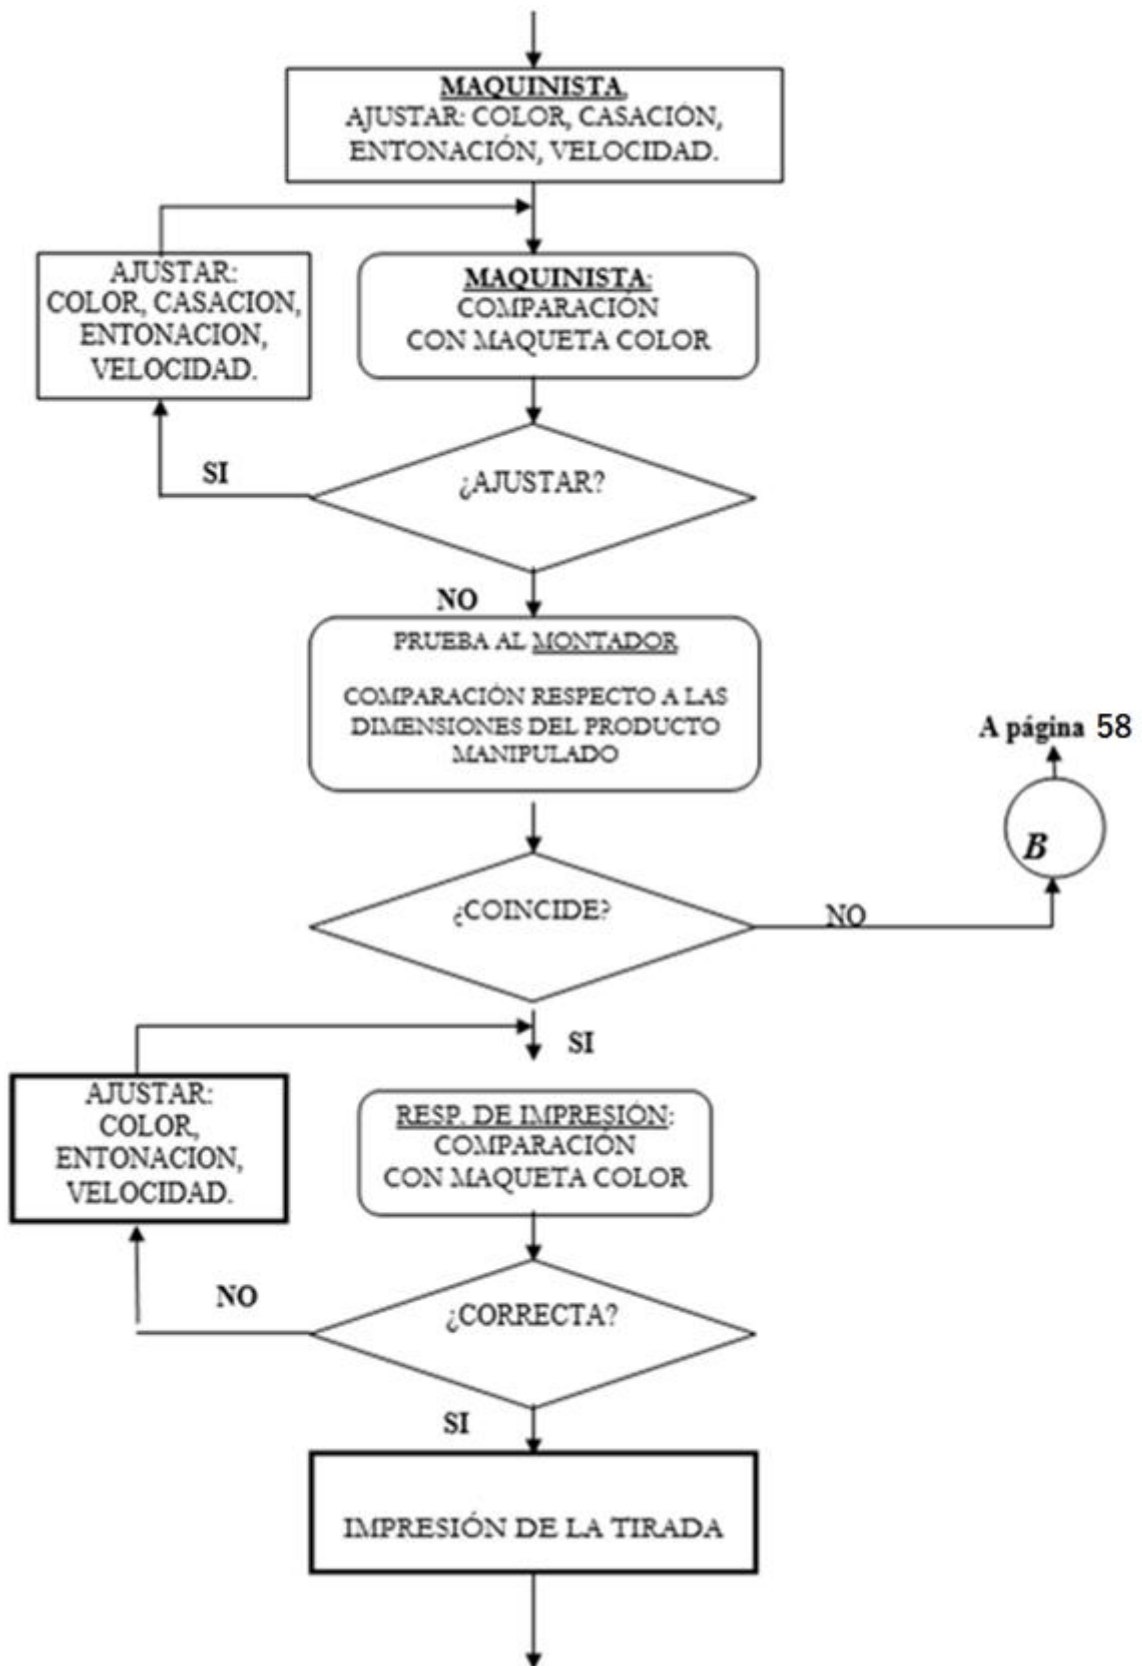 MAQUINISTA.
AJUSTAR: COLOR, CASACIÓN,
ENTONACIÓN, VELOCIDAD.
AJUSTAR:
COLOR, CASACION,
ENTONACION,
VELOCIDAD.
MAQUINISTA:
COMPARACIÓN
CON MAQUETA COLOR
SI
¿AJUSTAR?
NO
PRUEBA AL MONTADOR
COMPARACIÓN RESPECTO A LAS
DIMENSIONES DEL PRODUCTO
MANIPULADO
A página 58
B
¿COINCIDE?
NO
SI
AJUSTAR:
COLOR,
ENTONACION,
VELOCIDAD.
RESP. DE IMPRESIÓN:
COMPARACIÓN
CON MAQUETA COLOR
NO
¿CORRECTA?
SI
IMPRESIÓN DE LA TIRADA